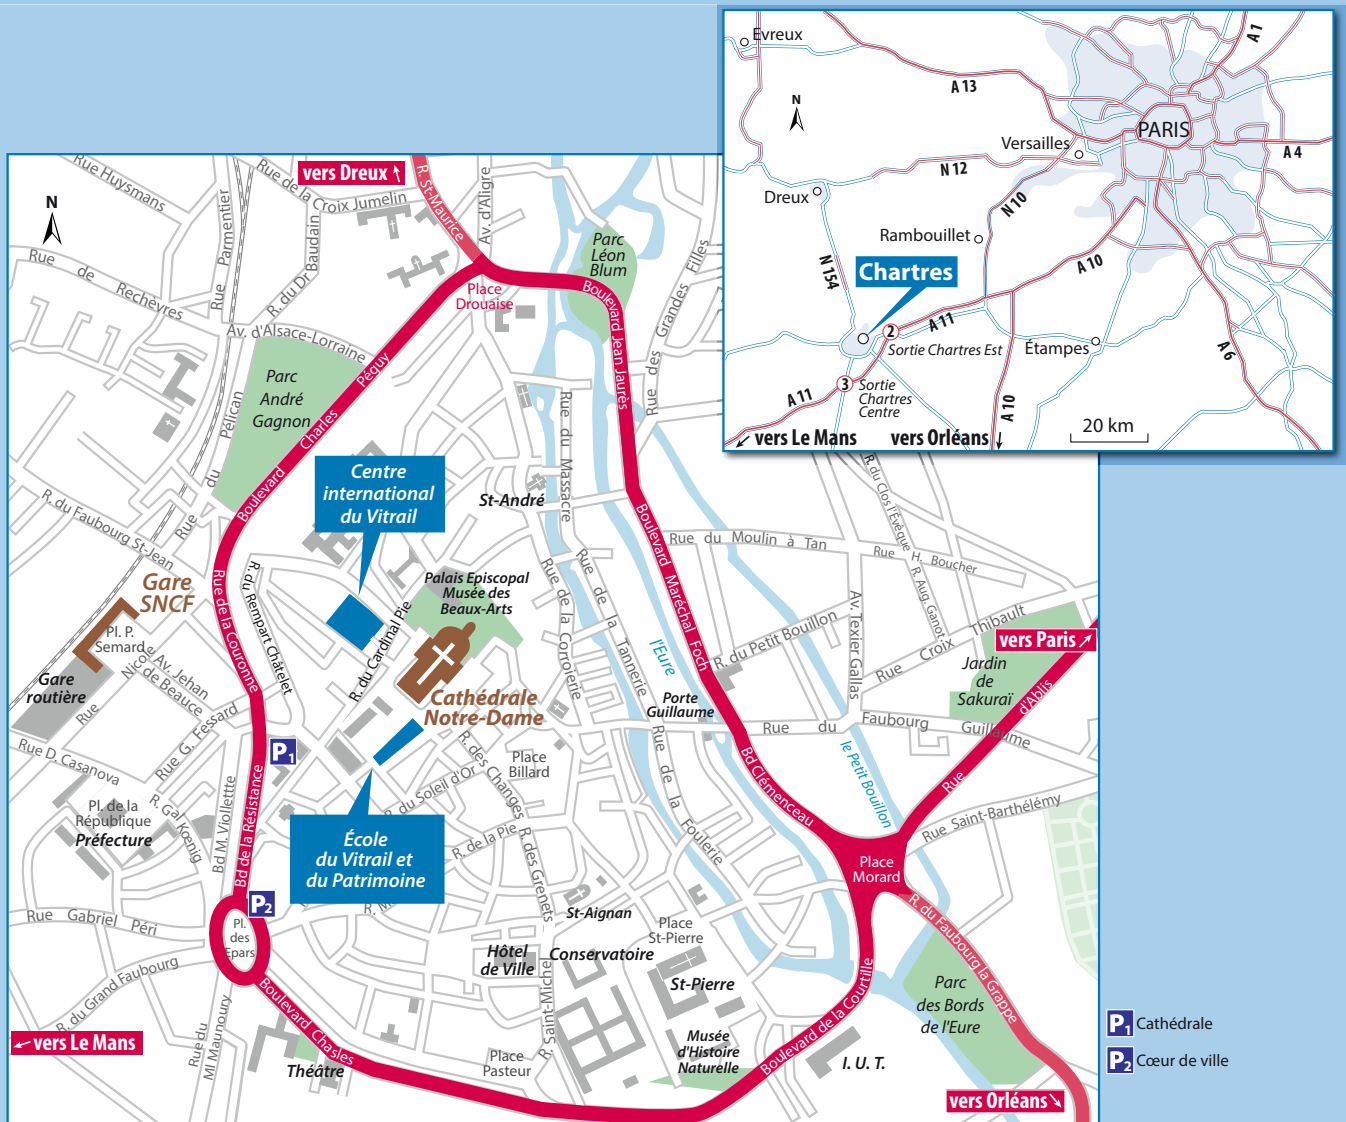 Evreux
A 1
A 13
N
PARIS
Versailles
A 4
N 12
Dreux
N 10
Rambouillet
A 10
N 154
Chartres
2
A 11
Sortie Chartres Est
Étampes
A 6
3
Sortie
Chartres
Centre
A 11
A 10
20 km
vers Le Mans
vers Orléans
Rue Huysmans
Rue de la Croix Jumelin
vers Dreux
R. St-Maurice
Av. d'Aligre
N
Rue Parmentier
R. du Dr Baudain
Rue de Rechèvres
Av. d'Alsace-Lorraine
Place
Drouaise
Parc
Léon
Blum
Boulevard Jean Jaurès
Rue des Grandes Filles
Parc
André
Gagnon
Boulevard Charles Péguy
Rue du Pélican
Rue du Massacre
Centre
international
du Vitrail
St-André
R. du Faubourg St-Jean
Boulevard Maréchal Foch
Rue du Moulin à Tan
R. du Clos l'Évêque
Rue H. Boucher
R. Aug. Ganot
Gare
SNCF
Rue de la Couronne
R. du Rempart Châtelet
R. du Cardinal Pie
Palais Episcopal
Musée des
Beaux-Arts
Rue de la Corroierie
Rue de la Tannerie
l'Eure
R. du Petit Bouillon
Av. Texier Gallas
Rue Croix Thibault
vers Paris
Pl. P.
Semard
Gare
routière
Av. Jehan
de Beauce
Rue Nicole
Rue G. Fessard
Cathédrale
Notre-Dame
Porte
Guillaume
Jardin
de
Sakuraï
Rue d'Ablis
Rue du Faubourg Guillaume
Rue D. Casanova
P1
R. des Changes
Place
Billard
Rue de la Foulerie
Bd Clémenceau
le Petit Bouillon
Pl. de la
République
Préfecture
R. Gal Kœnig
Bd M. Violettte
Bd de la Résistance
R. du Soleil d'Or
R. de la Pie
École
du Vitrail et
du Patrimoine
R. des Grenets
Rue Saint-Barthélémy
Place
Morard
P2
Rue Gabriel Péri
Pl.
des
Epars
St-Aignan
Place
St-Pierre
R. du Faubourg la Grappe
Hôtel
de Ville
Conservatoire
St-Pierre
R. du Grand Faubourg
Rue du
Ml Maunoury
Boulevard Chasles
R. Saint-Michel
Boulevard de la Courtille
Parc
des Bords
de l'Eure
P1 Cathédrale
P2 Cœur de ville
vers Le Mans
Théâtre
Place
Pasteur
Musée
d'Histoire
Naturelle
I. U. T.
vers Orléans